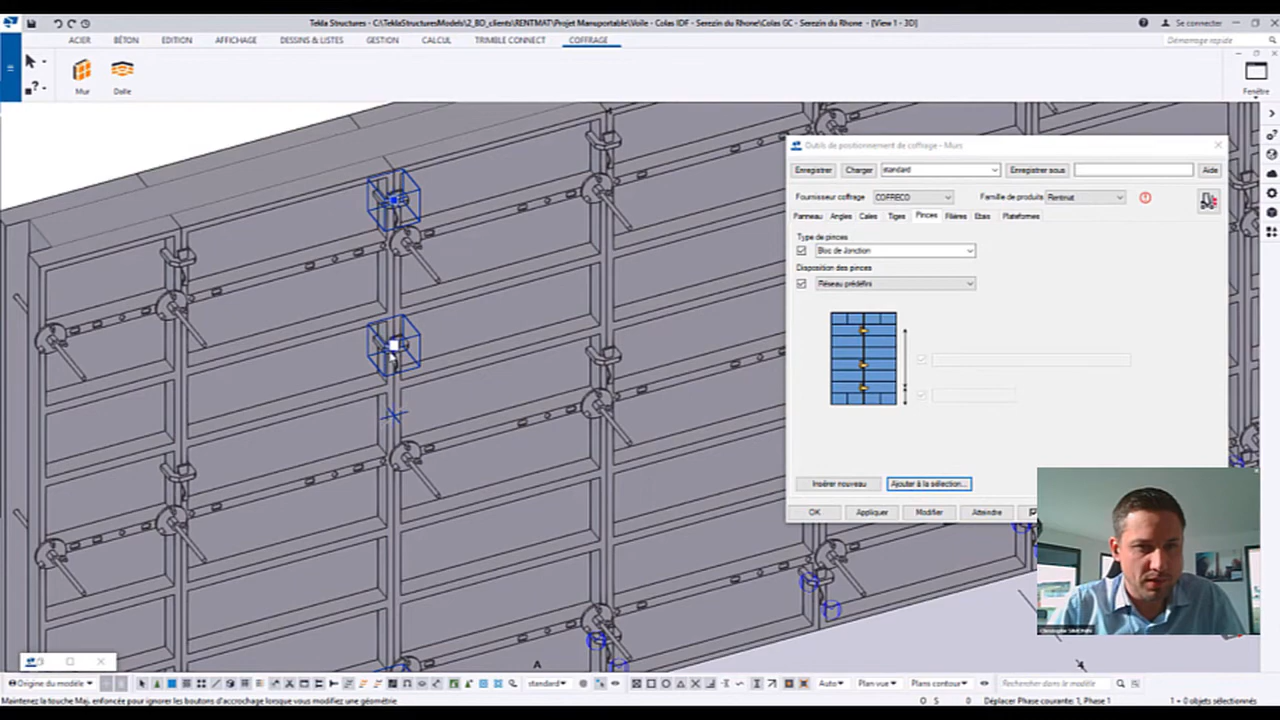 Tekla Structures - C:\TeklaStructuresModels\2_BO_clients\RENTMAT\Projet Manuportable\Voile - Colas IDF - Serezin du Rhone\Colas GC - Serezin du Rhone - [View 1 - 3D]
Se connecter
ACIER BÉTON EDITION AFFICHAGE DESSINS & LISTES GESTION CALCUL TRIMBLE CONNECT COFFRAGE
Démarrage rapide
Mur Dalle
Fenêtre
Outils de positionnement de coffrage - Murs
Enregistrer Charger standard Enregistrer sous Aide
Fournisseur coffrage COFFRECO Famille de produits Rentmat
Panneau Angles Cales Tiges Pinces Filières Etais Plateformes
Type de pinces
Bloc de Jonction
Disposition des pinces
Réseau prédéfini
Insérer nouveau Ajouter à la sélection...
OK Appliquer Modifier Atteindre
Christophe SIMONIN
A
Origine du modèle standard Auto Plan vue Plans contour Rechercher dans le modèle
Maintenez la touche Maj. enfoncée pour ignorer les boutons d'accrochage lorsque vous modifiez une géométrie
O S 0 Déplacer Phase courante: 1, Phase 1 1 + 0 objets sélectionnés